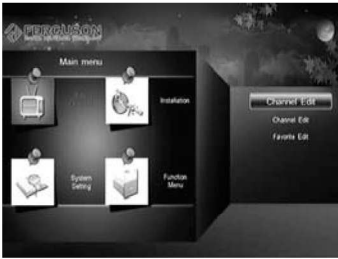 FERGUSON
Main menu
Installation
System
Setting
Function
Menu
Channel Edit
Channel Edit
Favorite Edit